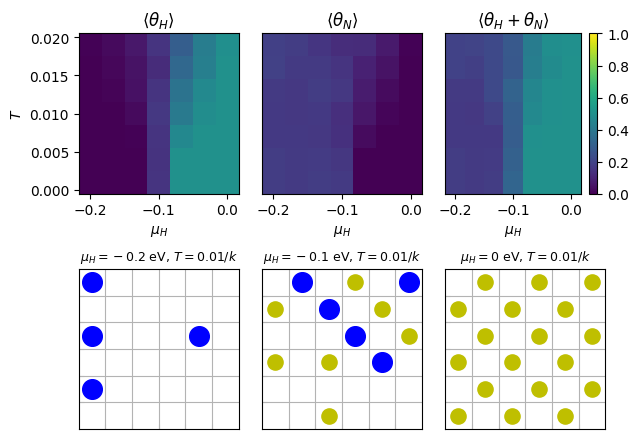 ⟨θ_H⟩ ⟨θ_N⟩ ⟨θ_H + θ_N⟩
0.020
0.015
0.010
0.005
0.000
T
−0.2 −0.1 0.0
μ_H
−0.2 −0.1 0.0
μ_H
−0.2 −0.1 0.0
μ_H
1.0
0.8
0.6
0.4
0.2
0.0
μ_H = −0.2 eV, T = 0.01/k
μ_H = −0.1 eV, T = 0.01/k
μ_H = 0 eV, T = 0.01/k